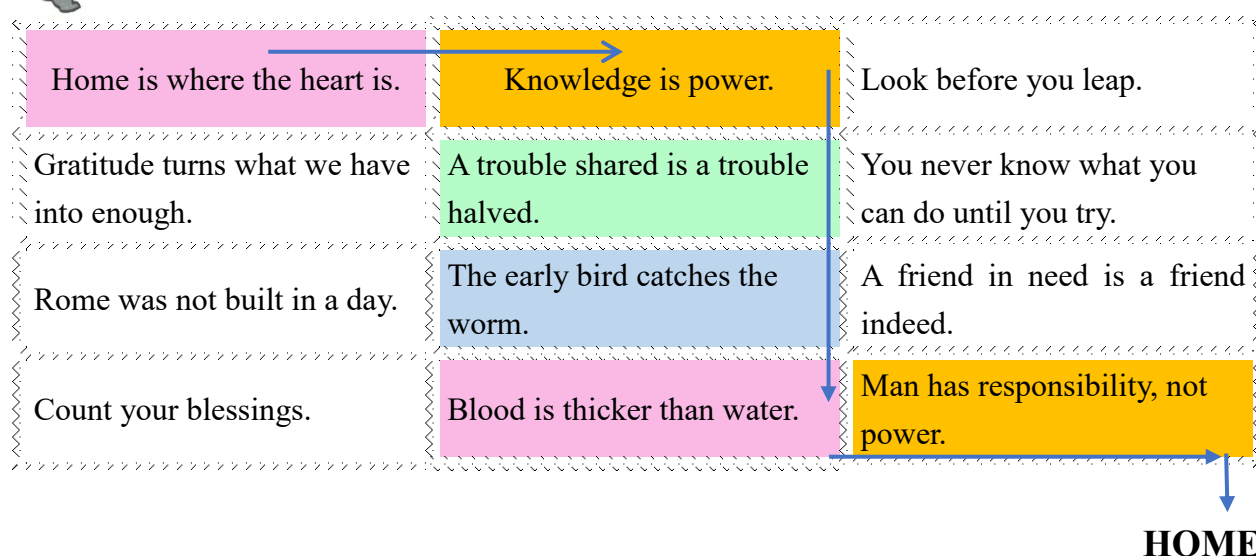 Home is where the heart is.
Knowledge is power.
Look before you leap.
Gratitude turns what we have
into enough.
A trouble shared is a trouble
halved.
You never know what you
can do until you try.
Rome was not built in a day.
The early bird catches the
worm.
A friend in need is a friend
indeed.
Count your blessings.
Blood is thicker than water.
Man has responsibility, not
power.
HOME